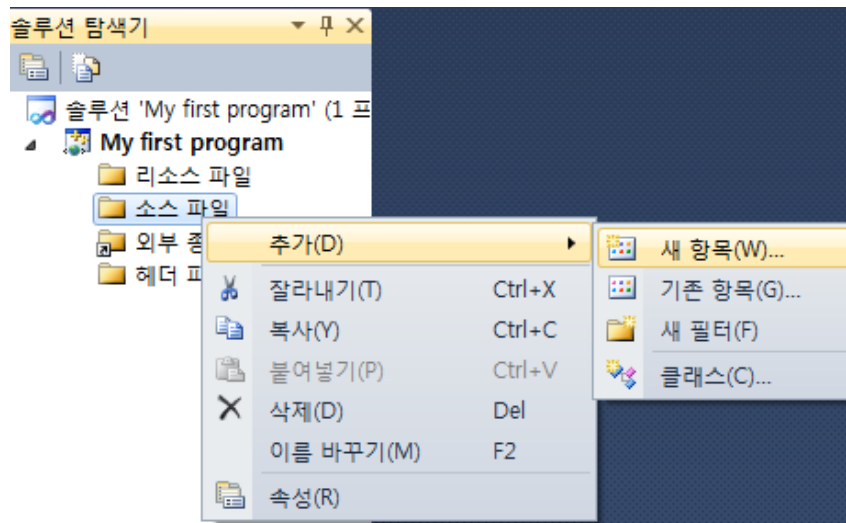 솔루션 탐색기
솔루션 'My first program' (1 프
My first program
리소스 파일
소스 파일
외부 종
헤더 파
추가(D)
잘라내기(T) Ctrl+X
복사(Y) Ctrl+C
붙여넣기(P) Ctrl+V
삭제(D) Del
이름 바꾸기(M) F2
속성(R)
새 항목(W)...
기존 항목(G)...
새 필터(F)
클래스(C)...